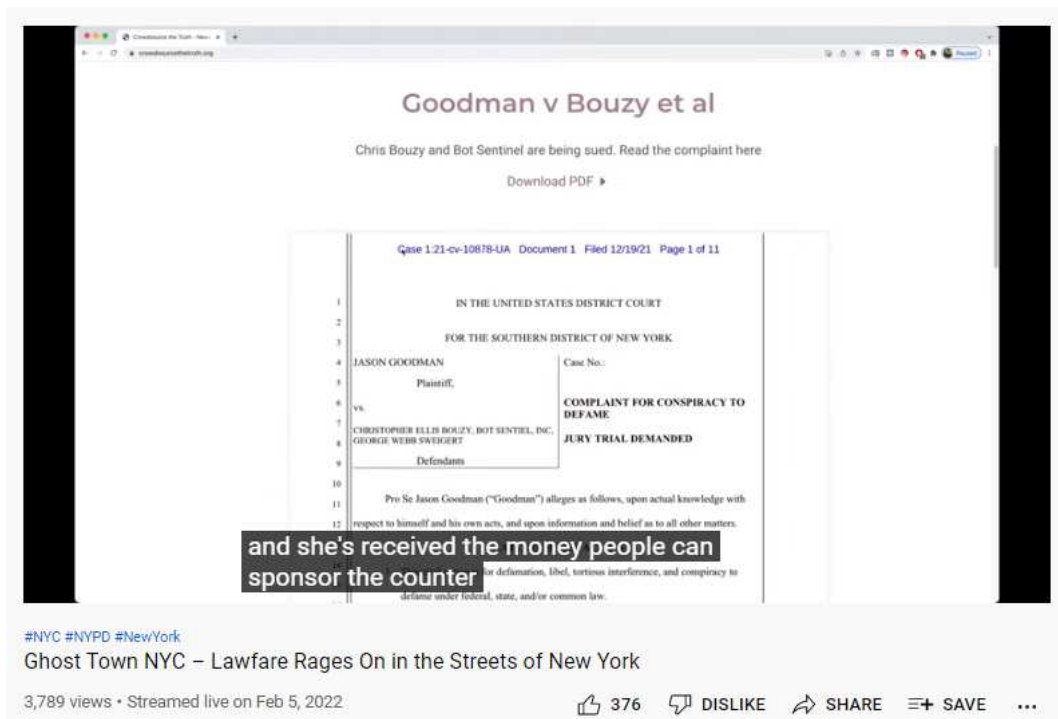 Crowdsource the Truth - New
crowdsourcethetruth.org
Paused
Goodman v Bouzy et al
Chris Bouzy and Bot Sentinel are being sued. Read the complaint here
Download PDF
Case 1:21-cv-10878-UA Document 1 Filed 12/19/21 Page 1 of 11
1 IN THE UNITED STATES DISTRICT COURT
2
3 FOR THE SOUTHERN DISTRICT OF NEW YORK
4 JASON GOODMAN Case No.:
5 Plaintiff,
6 vs. COMPLAINT FOR CONSPIRACY TO
DEFAME
7 CHRISTOPHER ELLIS BOUZY, BOT SENTIEL, INC.
8 GEORGE WEBB SWEIGERT JURY TRIAL DEMANDED
9 Defendants
10
11 Pro Se Jason Goodman ("Goodman") alleges as follows, upon actual knowledge with
12 respect to himself and his own acts, and upon information and belief as to all other matters.
and she's received the money people can
sponsor the counter
for defamation, libel, tortious interference, and conspiracy to
defame under federal, state, and/or common law.
#NYC #NYPD #NewYork
Ghost Town NYC – Lawfare Rages On in the Streets of New York
3,789 views • Streamed live on Feb 5, 2022 376 DISLIKE SHARE SAVE ...